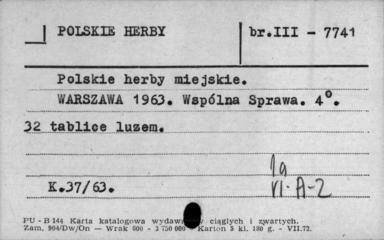 POLSKIE HERBY br.III - 7741
Polskie herby miejskie.
WARSZAWA 1963. Wspólna Sprawa. 4°.
32 tablice luzem.
1a
K.37/63. VI-A-2
PU - B 144 Karta katalogowa ciągłych i zwartych.
Zam. 904/Dw/On — Wrak 600 - 3 750 000 Karton 3 kl. 180 g. - VII.72.